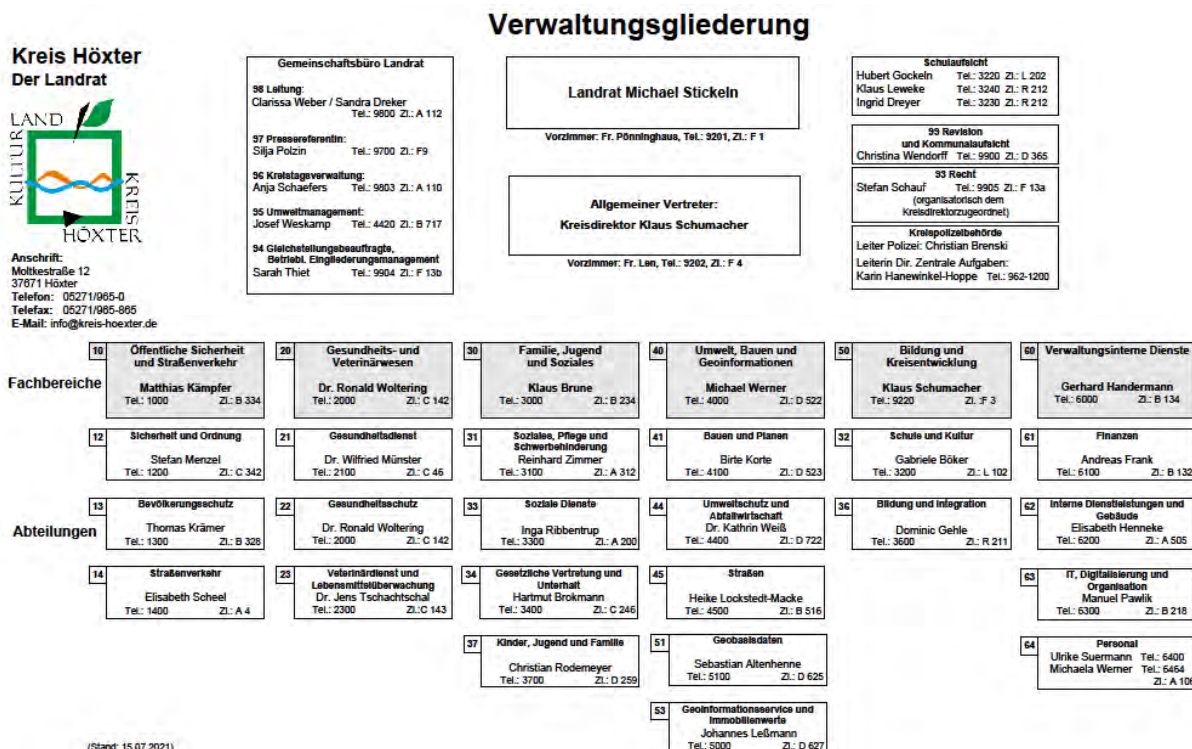 Verwaltungsgliederung
Kreis Höxter
Der Landrat
KULTUR
LAND
KREIS
HÖXTER
Anschrift:
Moltkestraße 12
37671 Höxter
Telefon: 05271/965-0
Telefax: 05271/965-865
E-Mail: info@kreis-hoexter.de
Gemeinschaftsbüro Landrat
98 Leitung:
Clarissa Weber / Sandra Dreker
Tel.: 9800 Zi.: A 112
97 Pressereferentin:
Silja Polzin Tel.: 9700 Zi.: F9
96 Kreistagsverwaltung:
Anja Schaefers Tel.: 9803 Zi.: A 110
95 Umweltmanagement:
Josef Weskamp Tel.: 4420 Zi.: B 717
94 Gleichstellungsbeauftragte,
Betriebl. Eingliederungsmanagement
Sarah Thiet Tel.: 9904 Zi.: F 13b
Landrat Michael Stickeln
Vorzimmer: Fr. Pönninghaus, Tel.: 9201, Zi.: F 1
Allgemeiner Vertreter:
Kreisdirektor Klaus Schumacher
Vorzimmer: Fr. Len, Tel.: 9202, Zi.: F 4
Schulaufsicht
Hubert Gockeln Tel.: 3220 Zi.: L 202
Klaus Leweke Tel.: 3240 Zi.: R 212
Ingrid Dreyer Tel.: 3230 Zi.: R 212
99 Revision
und Kommunalaufsicht
Christina Wendorff Tel.: 9900 Zi.: D 365
93 Recht
Stefan Schauf Tel.: 9905 Zi.: F 13a
(organisatorisch dem
Kreisdirektorzugeordnet)
Kreispolizeibehörde
Leiter Polizei: Christian Brenski
Leiterin Dir. Zentrale Aufgaben:
Karin Hanewinkel-Hoppe Tel.: 962-1200
Fachbereiche
10 Öffentliche Sicherheit
und Straßenverkehr
Matthias Kämpfer
Tel.: 1000 Zi.: B 334
20 Gesundheits- und
Veterinärwesen
Dr. Ronald Woltering
Tel.: 2000 Zi.: C 142
30 Familie, Jugend
und Soziales
Klaus Brune
Tel.: 3000 Zi.: B 234
40 Umwelt, Bauen und
Geoinformationen
Michael Werner
Tel.: 4000 Zi.: D 522
50 Bildung und
Kreisentwicklung
Klaus Schumacher
Tel.: 9220 Zi.: F 3
60 Verwaltungsinterne Dienste
Gerhard Handermann
Tel.: 6000 Zi.: B 134
Abteilungen
12 Sicherheit und Ordnung
Stefan Menzel
Tel.: 1200 Zi.: C 342
21 Gesundheitsdienst
Dr. Wilfried Münster
Tel.: 2100 Zi.: C 46
31 Soziales, Pflege und
Schwerbehinderung
Reinhard Zimmer
Tel.: 3100 Zi.: A 312
41 Bauen und Planen
Birte Korte
Tel.: 4100 Zi.: D 523
32 Schule und Kultur
Gabriele Böker
Tel.: 3200 Zi.: L 102
61 Finanzen
Andreas Frank
Tel.: 6100 Zi.: B 132
13 Bevölkerungsschutz
Thomas Krämer
Tel.: 1300 Zi.: B 328
22 Gesundheitsschutz
Dr. Ronald Woltering
Tel.: 2000 Zi.: C 142
33 Soziale Dienste
Inga Ribbentrup
Tel.: 3300 Zi.: A 200
44 Umweltschutz und
Abfallwirtschaft
Dr. Kathrin Weiß
Tel.: 4400 Zi.: D 722
36 Bildung und Integration
Dominic Gehle
Tel.: 3600 Zi.: R 211
62 Interne Dienstleistungen und
Gebäude
Elisabeth Henneke
Tel.: 6200 Zi.: A 505
14 Straßenverkehr
Elisabeth Scheel
Tel.: 1400 Zi.: A 4
23 Veterinärdienst und
Lebensmittelüberwachung
Dr. Jens Tschachtschal
Tel.: 2300 Zi.:C 143
34 Gesetzliche Vertretung und
Unterhalt
Hartmut Brokmann
Tel.: 3400 Zi.: C 246
45 Straßen
Heike Lockstedt-Macke
Tel.: 4500 Zi.: B 516
63 IT, Digitalisierung und
Organisation
Manuel Pawlik
Tel.: 6300 Zi.: B 218
37 Kinder, Jugend und Familie
Christian Rodemeyer
Tel.: 3700 Zi.: D 259
51 Geobasisdaten
Sebastian Altenhenne
Tel.: 5100 Zi.: D 625
64 Personal
Ulrike Suermann Tel.: 6400
Michaela Werner Tel.: 6464
Zi.: A 106
53 Geoinformationsservice und
Immobilienwerte
Johannes Leßmann
Tel.: 5000 Zi.: D 627
(Stand: 15.07.2021)